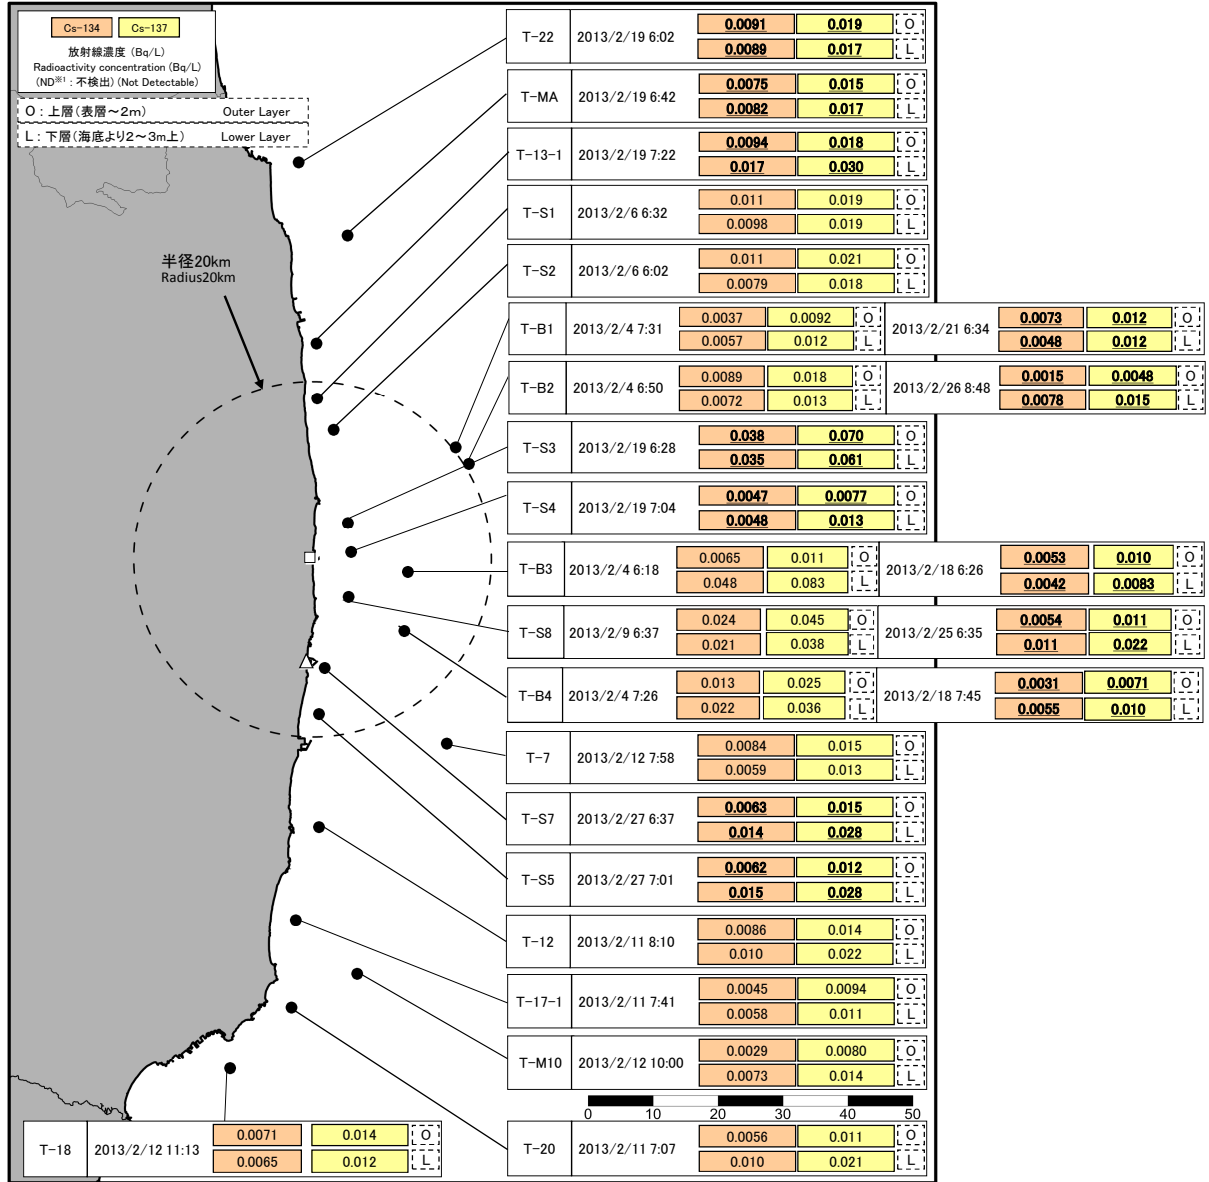 Cs-134 Cs-137
放射線濃度 (Bq/L)
Radioactivity concentration (Bq/L)
(ND※1 : 不検出) (Not Detectable)
O : 上層(表層～2m) Outer Layer
L : 下層(海底より2～3m上) Lower Layer
半径20km
Radius20km
T-22 2013/2/19 6:02
0.0091 0.019 O
0.0089 0.017 L
T-MA 2013/2/19 6:42
0.0075 0.015 O
0.0082 0.017 L
T-13-1 2013/2/19 7:22
0.0094 0.018 O
0.017 0.030 L
T-S1 2013/2/6 6:32
0.011 0.019 O
0.0098 0.019 L
T-S2 2013/2/6 6:02
0.011 0.021 O
0.0079 0.018 L
T-B1 2013/2/4 7:31
0.0037 0.0092 O
0.0057 0.012 L
2013/2/21 6:34
0.0073 0.012 O
0.0048 0.012 L
T-B2 2013/2/4 6:50
0.0089 0.018 O
0.0072 0.013 L
2013/2/26 8:48
0.0015 0.0048 O
0.0078 0.015 L
T-S3 2013/2/19 6:28
0.038 0.070 O
0.035 0.061 L
T-S4 2013/2/19 7:04
0.0047 0.0077 O
0.0048 0.013 L
T-B3 2013/2/4 6:18
0.0065 0.011 O
0.048 0.083 L
2013/2/18 6:26
0.0053 0.010 O
0.0042 0.0083 L
T-S8 2013/2/9 6:37
0.024 0.045 O
0.021 0.038 L
2013/2/25 6:35
0.0054 0.011 O
0.011 0.022 L
T-B4 2013/2/4 7:26
0.013 0.025 O
0.022 0.036 L
2013/2/18 7:45
0.0031 0.0071 O
0.0055 0.010 L
T-7 2013/2/12 7:58
0.0084 0.015 O
0.0059 0.013 L
T-S7 2013/2/27 6:37
0.0063 0.015 O
0.014 0.028 L
T-S5 2013/2/27 7:01
0.0062 0.012 O
0.015 0.028 L
T-12 2013/2/11 8:10
0.0086 0.014 O
0.010 0.022 L
T-17-1 2013/2/11 7:41
0.0045 0.0094 O
0.0058 0.011 L
T-M10 2013/2/12 10:00
0.0029 0.0080 O
0.0073 0.014 L
0 10 20 30 40 50
T-18 2013/2/12 11:13
0.0071 0.014 O
0.0065 0.012 L
T-20 2013/2/11 7:07
0.0056 0.011 O
0.010 0.021 L